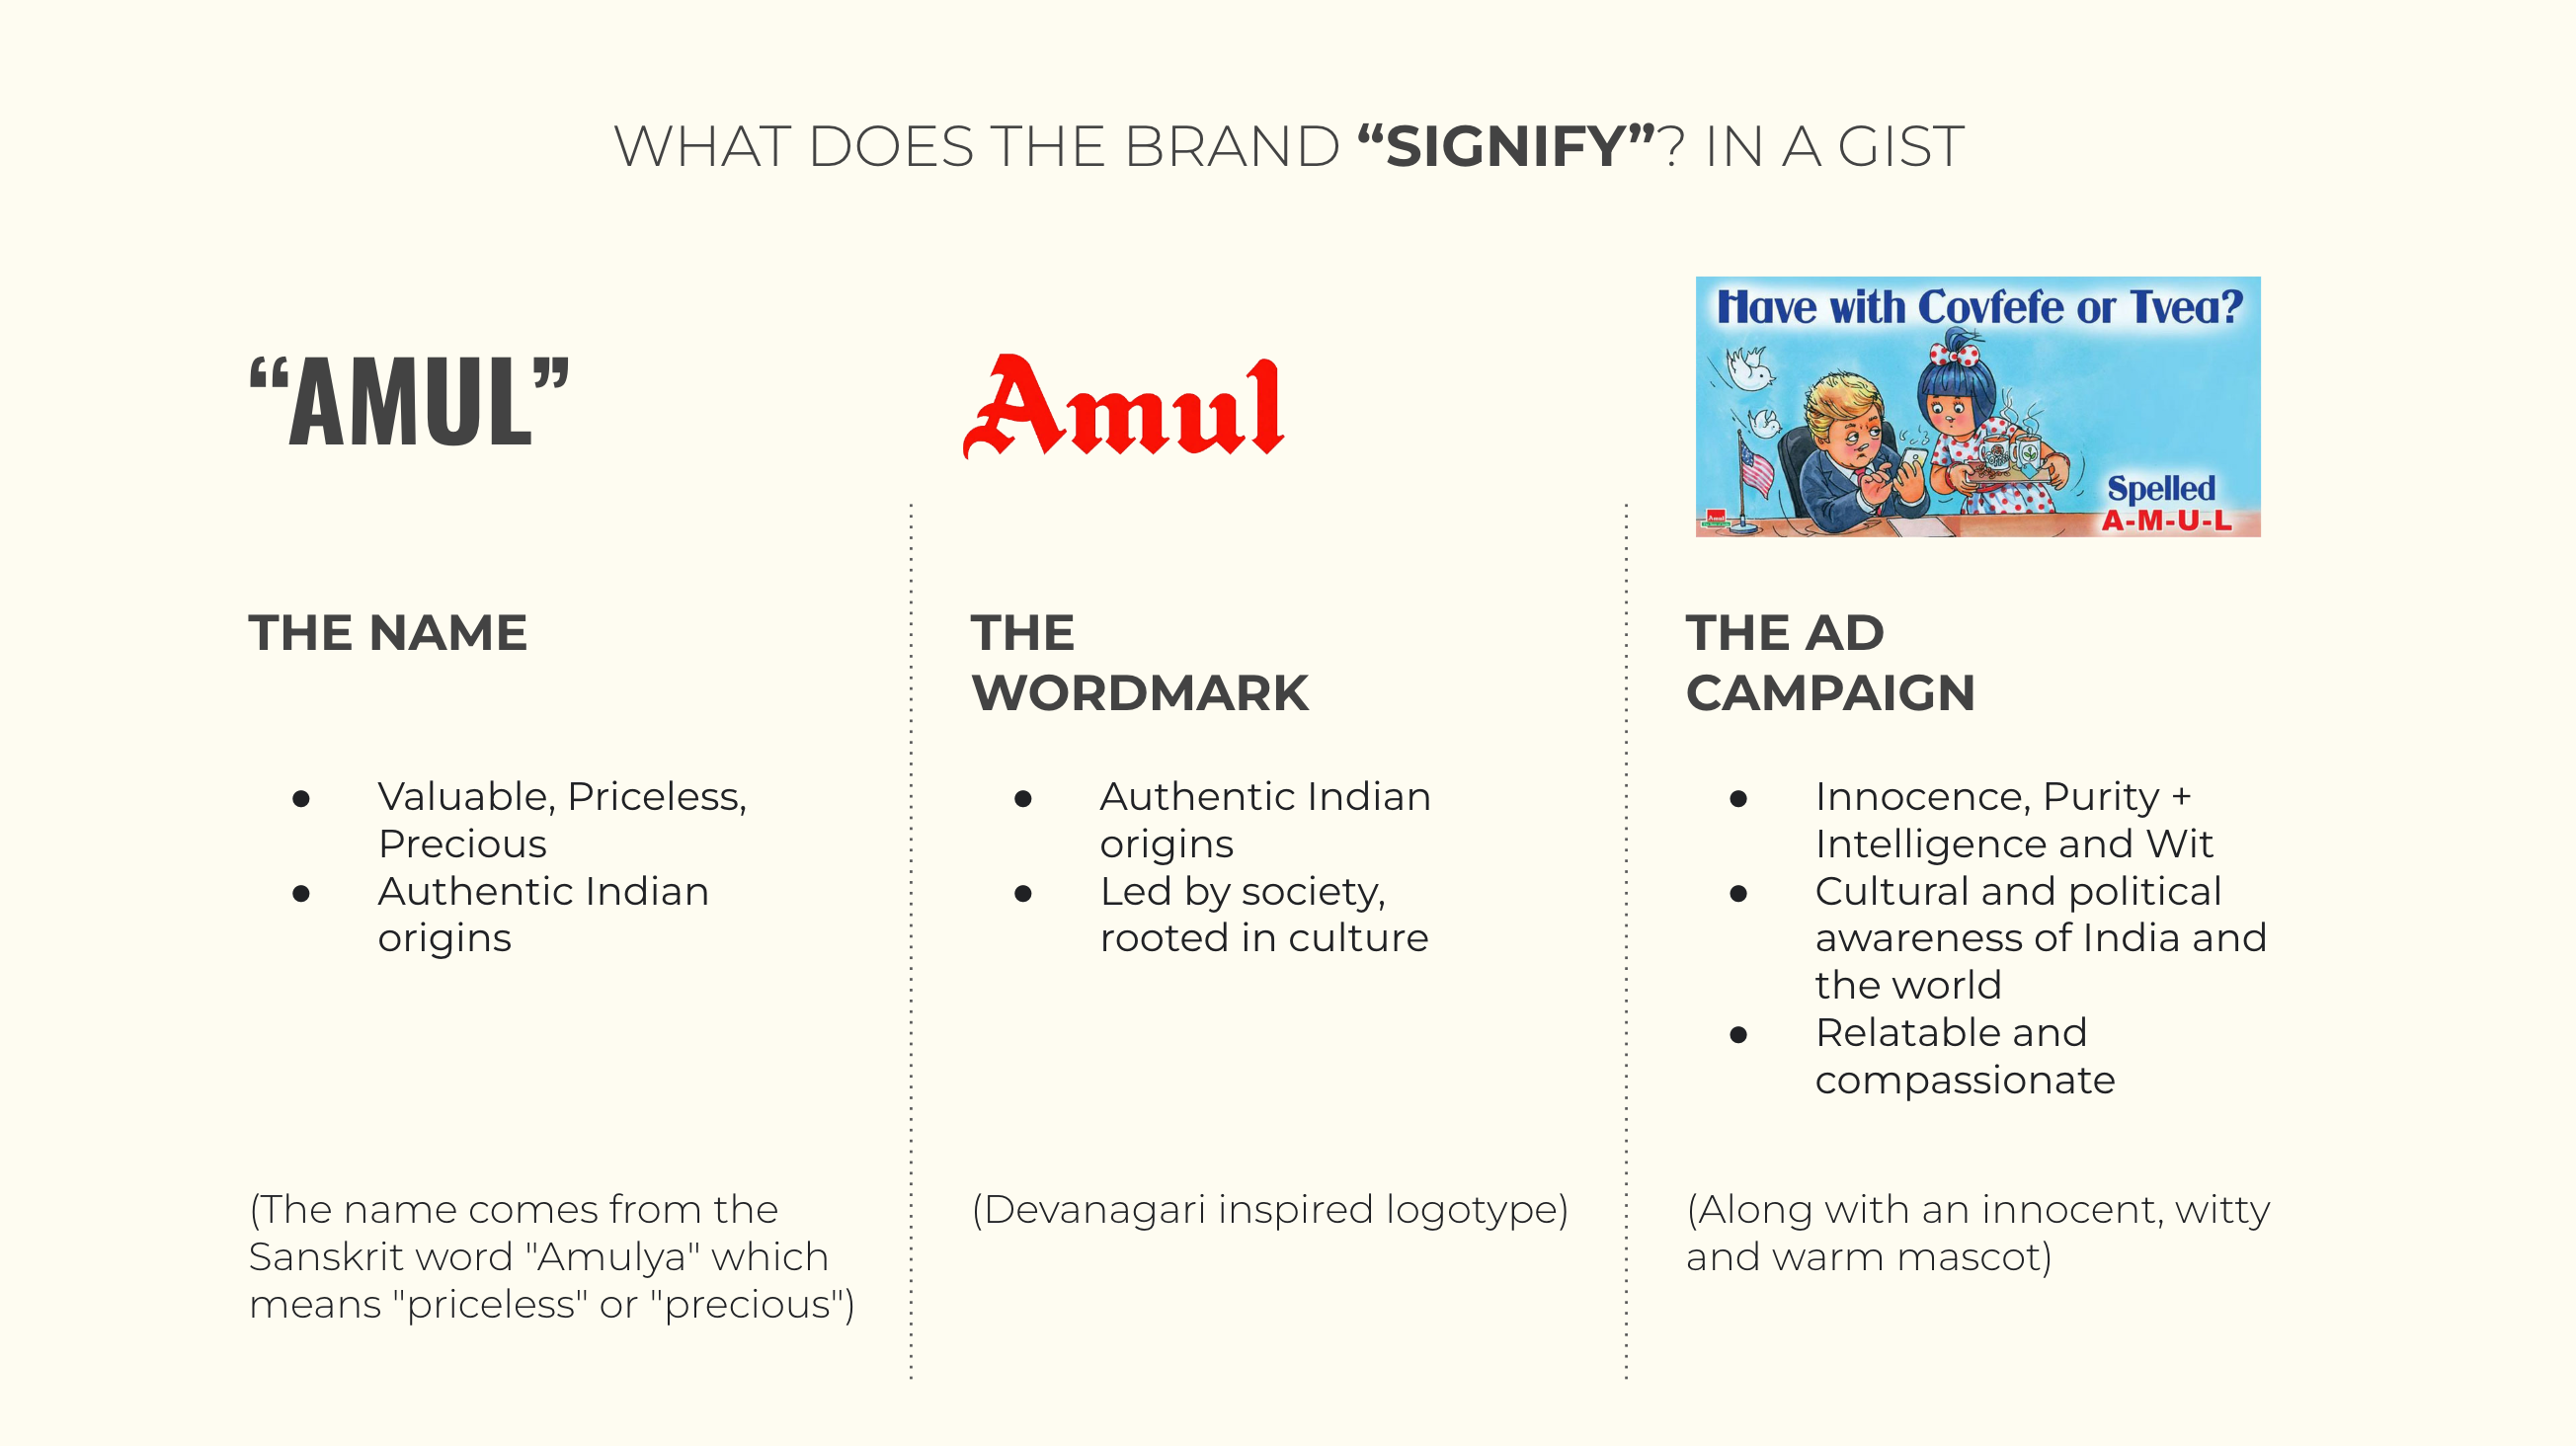 WHAT DOES THE BRAND “SIGNIFY”? IN A GIST
“AMUL”
THE NAME
● Valuable, Priceless,
Precious
● Authentic Indian
origins
(The name comes from the
Sanskrit word "Amulya" which
means "priceless" or "precious")
Amul
THE
WORDMARK
● Authentic Indian
origins
● Led by society,
rooted in culture
(Devanagari inspired logotype)
Have with Covfefe or Tvea?
Spelled
A-M-U-L
Amul
THE AD
CAMPAIGN
● Innocence, Purity +
Intelligence and Wit
● Cultural and political
awareness of India and
the world
● Relatable and
compassionate
(Along with an innocent, witty
and warm mascot)